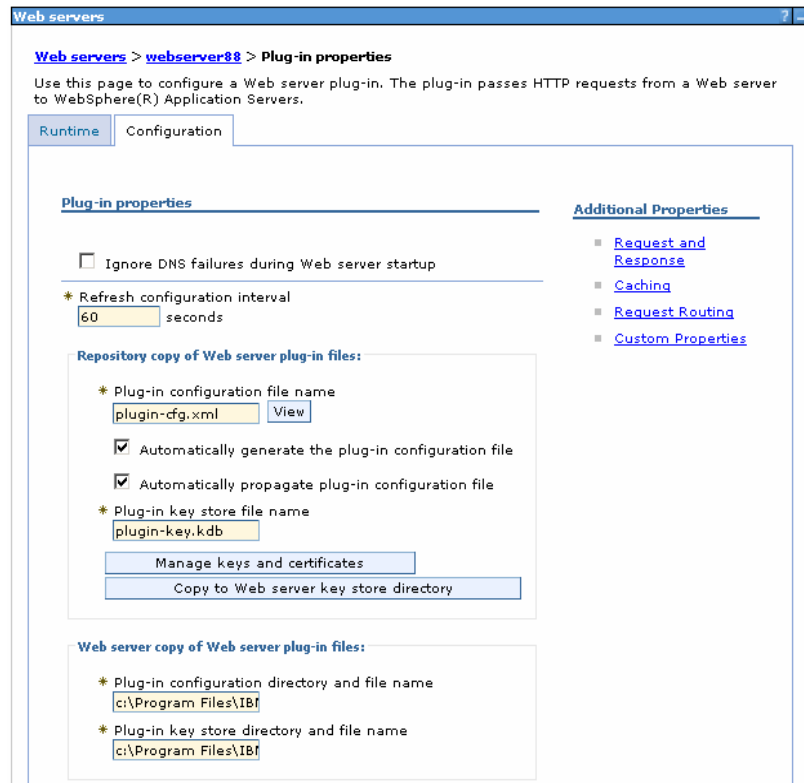 Web servers
?
Web servers > webserver88 > Plug-in properties
Use this page to configure a Web server plug-in. The plug-in passes HTTP requests from a Web server
to WebSphere(R) Application Servers.
Runtime
Configuration
Plug-in properties
Ignore DNS failures during Web server startup
* Refresh configuration interval
60 seconds
Repository copy of Web server plug-in files:
* Plug-in configuration file name
plugin-cfg.xml View
Automatically generate the plug-in configuration file
Automatically propagate plug-in configuration file
* Plug-in key store file name
plugin-key.kdb
Manage keys and certificates
Copy to Web server key store directory
Web server copy of Web server plug-in files:
* Plug-in configuration directory and file name
c:\Program Files\IB
* Plug-in key store directory and file name
c:\Program Files\IB
Additional Properties
Request and
Response
Caching
Request Routing
Custom Properties